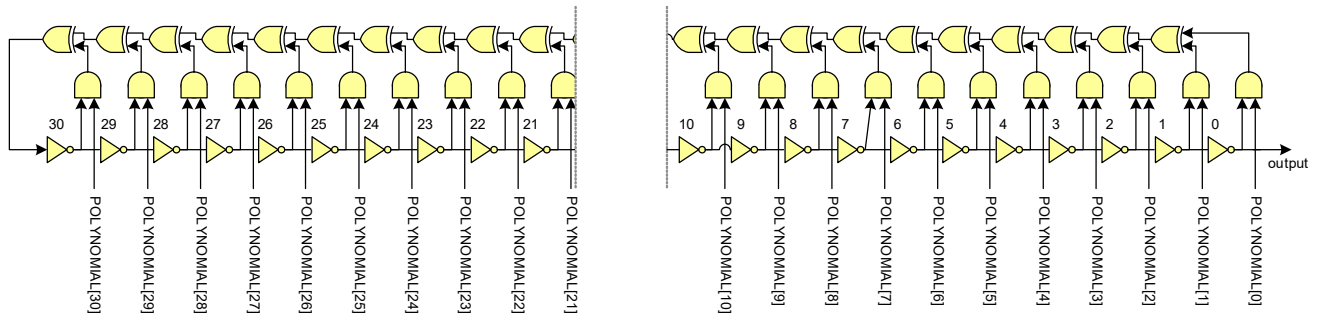 30 29 28 27 26 25 24 23 22 21 10 9 8 7 6 5 4 3 2 1 0
output
POLYNOMIAL[30]
POLYNOMIAL[29]
POLYNOMIAL[28]
POLYNOMIAL[27]
POLYNOMIAL[26]
POLYNOMIAL[25]
POLYNOMIAL[24]
POLYNOMIAL[23]
POLYNOMIAL[22]
POLYNOMIAL[21]
POLYNOMIAL[10]
POLYNOMIAL[9]
POLYNOMIAL[8]
POLYNOMIAL[7]
POLYNOMIAL[6]
POLYNOMIAL[5]
POLYNOMIAL[4]
POLYNOMIAL[3]
POLYNOMIAL[2]
POLYNOMIAL[1]
POLYNOMIAL[0]